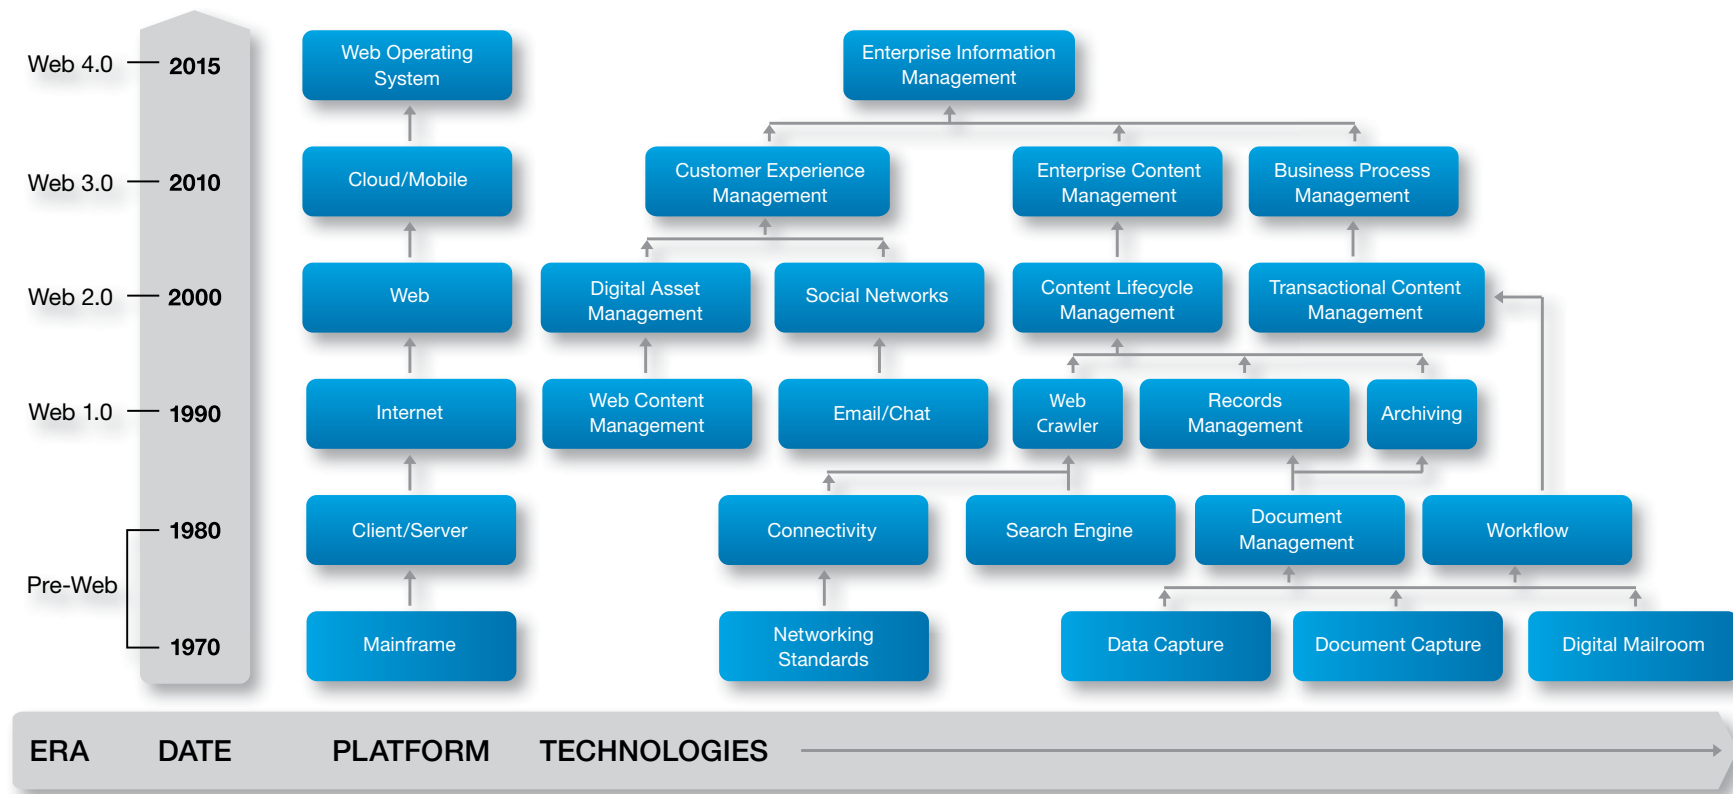 Web 4.0
2015
Web Operating
System
Enterprise Information
Management
Web 3.0
2010
Cloud/Mobile
Customer Experience
Management
Enterprise Content
Management
Business Process
Management
Web 2.0
2000
Web
Digital Asset
Management
Social Networks
Content Lifecycle
Management
Transactional Content
Management
Web 1.0
1990
Internet
Web Content
Management
Email/Chat
Web
Crawler
Records
Management
Archiving
Pre-Web
1980
Client/Server
Connectivity
Search Engine
Document
Management
Workflow
1970
Mainframe
Networking
Standards
Data Capture
Document Capture
Digital Mailroom
ERA
DATE
PLATFORM
TECHNOLOGIES